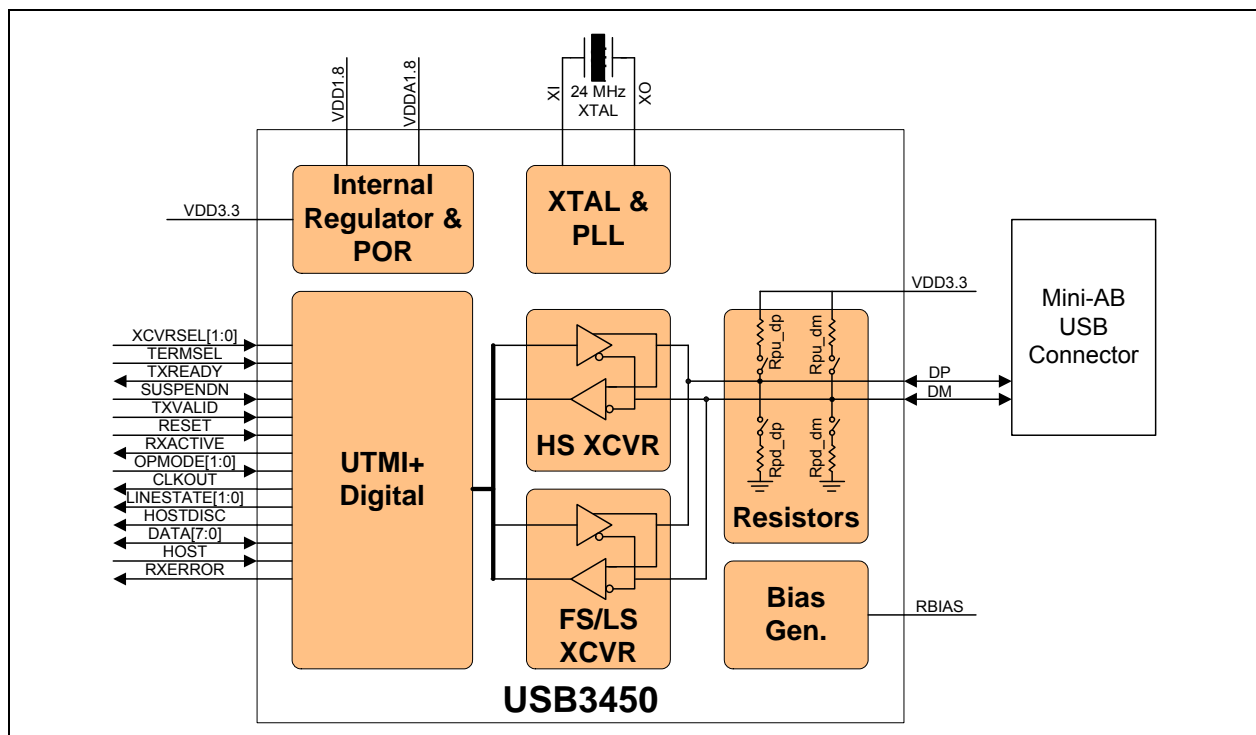 VDD1.8
VDDA1.8
XI
24 MHz
XTAL
XO
Internal
Regulator &
POR
XTAL &
PLL
VDD3.3
VDD3.3
Mini-AB
USB
Connector
XCVRSEL[1:0]
TERMSEL
TXREADY
SUSPENDN
TXVALID
RESET
RXACTIVE
OPMODE[1:0]
CLKOUT
LINESTATE[1:0]
HOSTDISC
DATA[7:0]
HOST
RXERROR
UTMI+
Digital
HS XCVR
FS/LS
XCVR
Rpu_dp
Rpu_dm
Rpd_dp
Rpd_dm
Resistors
DP
DM
Bias
Gen.
RBIAS
USB3450